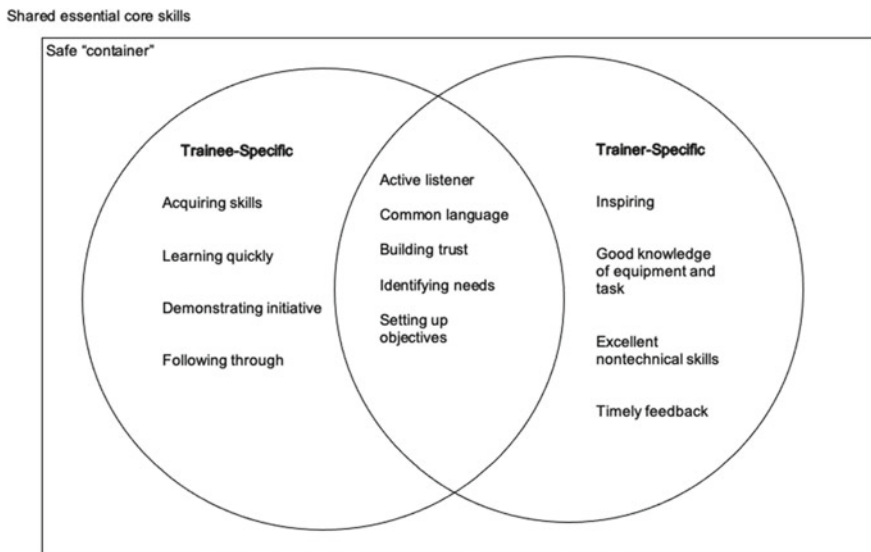 Shared essential core skills
Safe “container”
Trainee-Specific
Acquiring skills
Learning quickly
Demonstrating initiative
Following through
Active listener
Common language
Building trust
Identifying needs
Setting up
objectives
Trainer-Specific
Inspiring
Good knowledge
of equipment and
task
Excellent
nontechnical skills
Timely feedback